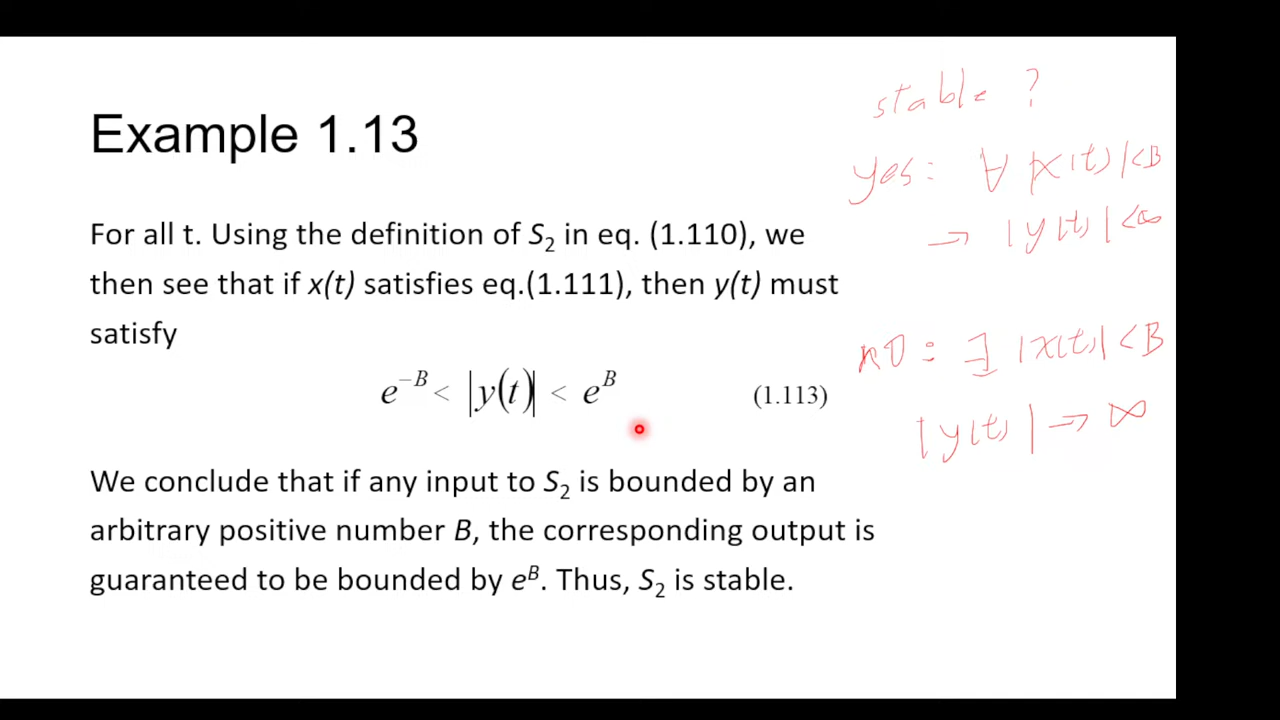 Example 1.13
For all t. Using the definition of S₂ in eq. (1.110), we
then see that if x(t) satisfies eq.(1.111), then y(t) must
satisfy
e⁻ᴮ < |y(t)| < eᴮ (1.113)
We conclude that if any input to S₂ is bounded by an
arbitrary positive number B, the corresponding output is
guaranteed to be bounded by eᴮ. Thus, S₂ is stable.
stable ?
yes: ∀ |x(t)|<B
→ |y(t)|<∞
no: ∃ |x(t)|<B
|y(t)| → ∞